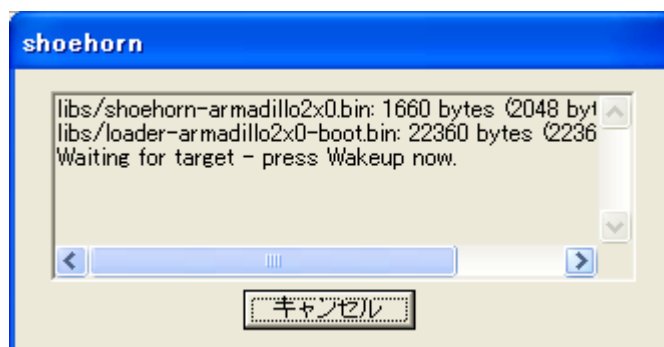 shoehorn
libs/shoehorn-armadillo2x0.bin: 1660 bytes (2048 byt
libs/loader-armadillo2x0-boot.bin: 22360 bytes (2236
Waiting for target - press Wakeup now.
キャンセル